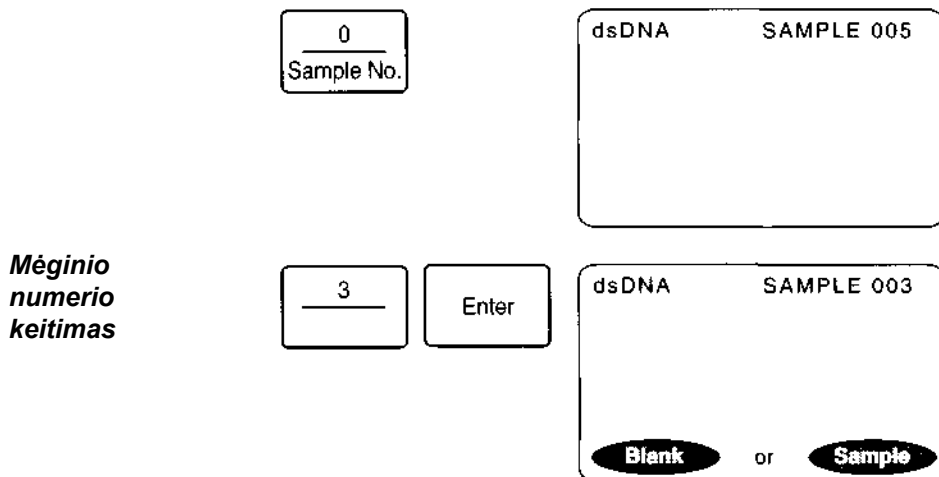 0
Sample No.
dsDNA SAMPLE 005
Mėginio
numerio
keitimas
3
Enter
dsDNA SAMPLE 003
Blank or Sample